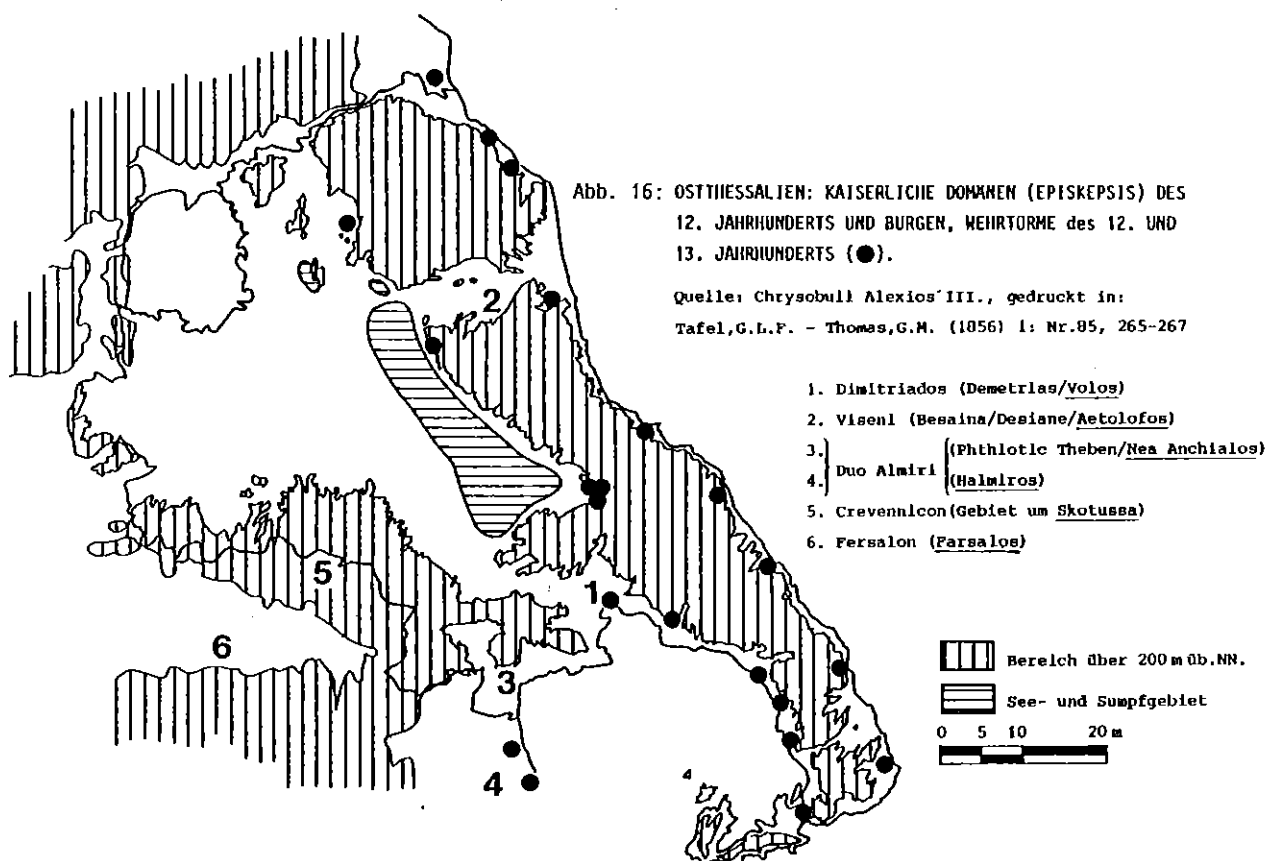 Abb. 16: OSTTHESSALIEN: KAISERLICHE DOMÄNEN (EPISKEPSIS) DES
12. JAHRHUNDERTS UND BURGEN, WEHRTÜRME des 12. UND
13. JAHRHUNDERTS (●).
Quelle: Chrysobull Alexios´III., gedruckt in:
Tafel,G.L.F. - Thomas,G.M. (1856) 1: Nr.85, 265-267
1. Dimitriados (Demetrias/Volos)
2. Viseni (Besaina/Desiane/Aetolofos)
3. Duo Almiri (Phthiotic Theben/Nea Anchialos)
4. (Halmiros)
5. Crevennicon(Gebiet um Skotussa)
6. Fersalon (Farsalos)
2
5
1
6
3
4
Bereich über 200 m üb.NN.
See- und Sumpfgebiet
0 5 10 20 m